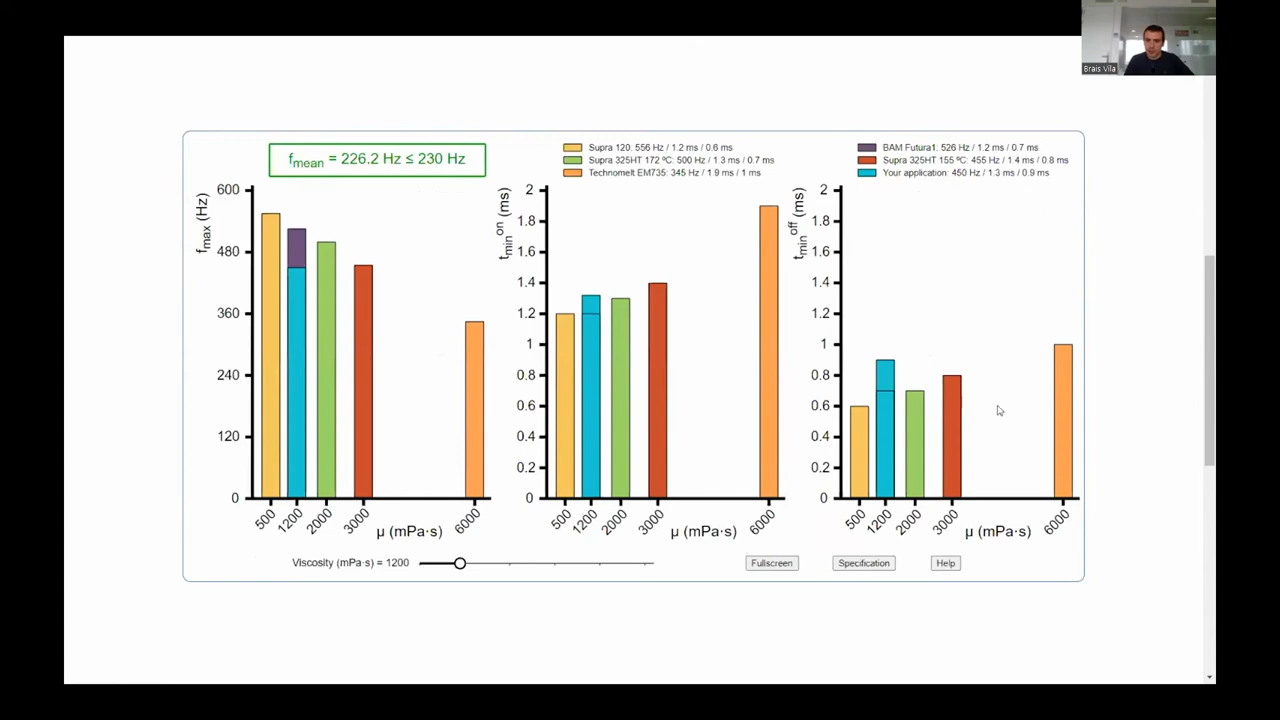 Brais Vila
fmean = 226.2 Hz ≤ 230 Hz
Supra 120: 556 Hz / 1.2 ms / 0.6 ms
Supra 325HT 172 ºC: 500 Hz / 1.3 ms / 0.7 ms
Technomelt EM735: 345 Hz / 1.9 ms / 1 ms
BAM Futura1: 526 Hz / 1.2 ms / 0.7 ms
Supra 325HT 155 ºC: 455 Hz / 1.4 ms / 0.8 ms
Your application: 450 Hz / 1.3 ms / 0.9 ms
fmax (Hz)
600
480
360
240
120
0
500
1200
2000
3000
6000
μ (mPa·s)
tmin on (ms)
2
1.8
1.6
1.4
1.2
1
0.8
0.6
0.4
0.2
0
500
1200
2000
3000
6000
μ (mPa·s)
tmin off (ms)
2
1.8
1.6
1.4
1.2
1
0.8
0.6
0.4
0.2
0
500
1200
2000
3000
6000
μ (mPa·s)
Viscosity (mPa·s) = 1200
Fullscreen
Specification
Help